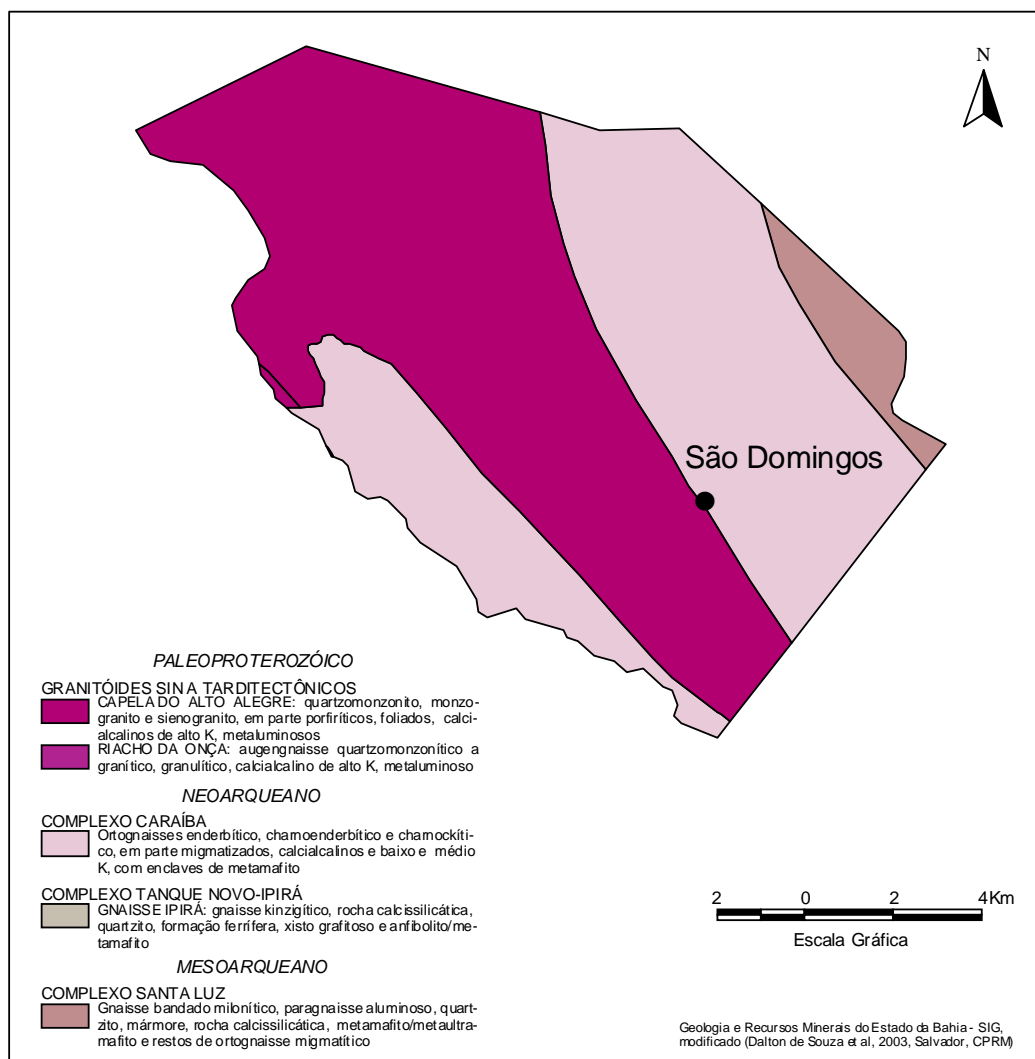 N
São Domingos
PALEOPROTEROZÓICO
GRANITÓIDES SIN A TARDITECTÔNICOS
CAPELA DO ALTO ALEGRE: quartzomonzonito, monzo-
granito e sienogranito, em parte porfiríticos, foliados, calci-
alcalinos de alto K, metaluminosos
RIACHO DA ONÇA: augengnaisse quartzomonzonítico a
granítico, granulítico, calcialcalino de alto K, metaluminoso
NEOARQUEANO
COMPLEXO CARAÍBA
Ortognaisses enderbítico, charnoenderbítico e charnockíti-
co, em parte migmatizados, calcialcalinos e baixo e médio
K, com enclaves de metamafito
COMPLEXO TANQUE NOVO-IPIRÁ
GNAISSE IPIRÁ: gnaisse kinzigítico, rocha calcissilicática,
quartzito, formação ferrífera, xisto grafitoso e anfibolito/me-
tamafito
MESOARQUEANO
COMPLEXO SANTA LUZ
Gnaisse bandado milonítico, paragnaisse aluminoso, quart-
zito, mármore, rocha calcissilicática, metamafito/metaultra-
mafito e restos de ortognaisse migmatítico
2 0 2 4Km
Escala Gráfica
Geologia e Recursos Minerais do Estado da Bahia - SIG,
modificado (Dalton de Souza et al, 2003, Salvador, CPRM)